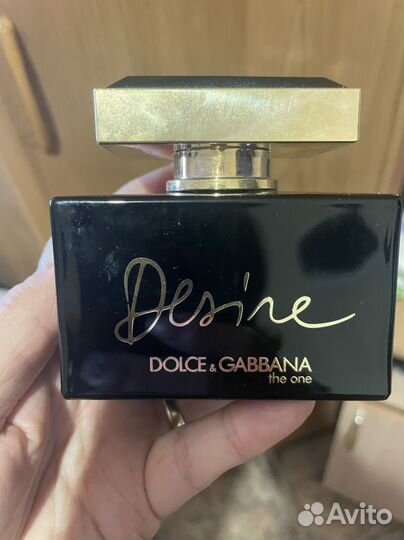 Desire
DOLCE & GABBANA
the one
Avito